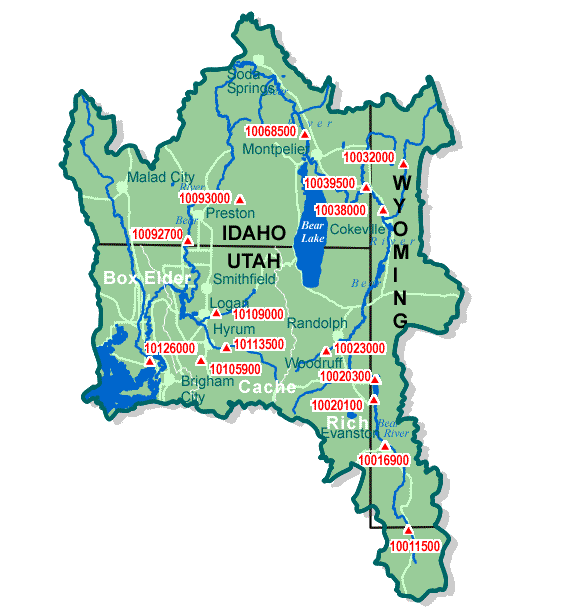 Soda
Springs
Bear
River
10068500
Montpelier
10032000
Malad City
10039500
WYOMING
River
10093000
Preston
10038000
Bear
Cokeville
10092700
IDAHO
Bear
Lake
River
UTAH
Box Elder
Smithfield
Bear
Logan
10109000
Hyrum
Randolph
10113500
10023000
10126000
10105900
Woodruff
10020300
Brigham
City
Cache
10020100
Rich
Bear
River
Evanston
10016900
10011500